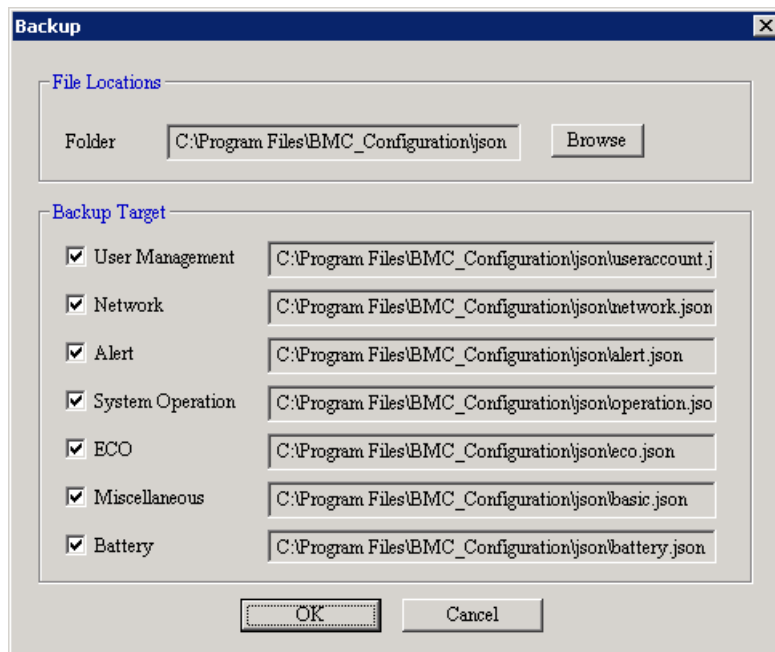 Backup
File Locations
Folder C:\Program Files\BMC_Configuration\json Browse
Backup Target
User Management C:\Program Files\BMC_Configuration\json\useraccount.j
Network C:\Program Files\BMC_Configuration\json\network.json
Alert C:\Program Files\BMC_Configuration\json\alert.json
System Operation C:\Program Files\BMC_Configuration\json\operation.jso
ECO C:\Program Files\BMC_Configuration\json\eco.json
Miscellaneous C:\Program Files\BMC_Configuration\json\basic.json
Battery C:\Program Files\BMC_Configuration\json\battery.json
OK Cancel